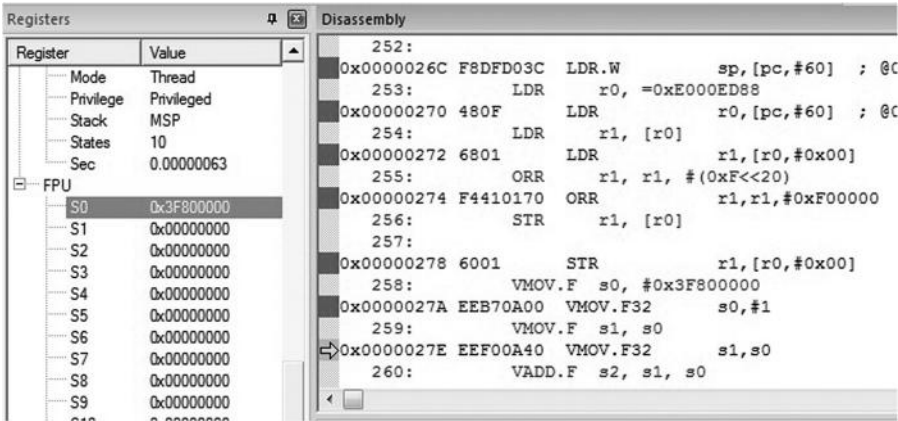 Registers
Register Value
Mode Thread
Privilege Privileged
Stack MSP
States 10
Sec 0.00000063
FPU
S0 0x3F800000
S1 0x00000000
S2 0x00000000
S3 0x00000000
S4 0x00000000
S5 0x00000000
S6 0x00000000
S7 0x00000000
S8 0x00000000
S9 0x00000000
Disassembly
252:
0x0000026C F8DFD03C LDR.W sp,[pc,#60] ; @0
253: LDR r0, =0xE000ED88
0x00000270 480F LDR r0,[pc,#60] ; @0
254: LDR r1, [r0]
0x00000272 6801 LDR r1,[r0,#0x00]
255: ORR r1, r1, #(0xF<<20)
0x00000274 F4410170 ORR r1,r1,#0xF00000
256: STR r1, [r0]
257:
0x00000278 6001 STR r1,[r0,#0x00]
258: VMOV.F s0, #0x3F800000
0x0000027A EEB70A00 VMOV.F32 s0,#1
259: VMOV.F s1, s0
0x0000027E EEF00A40 VMOV.F32 s1,s0
260: VADD.F s2, s1, s0